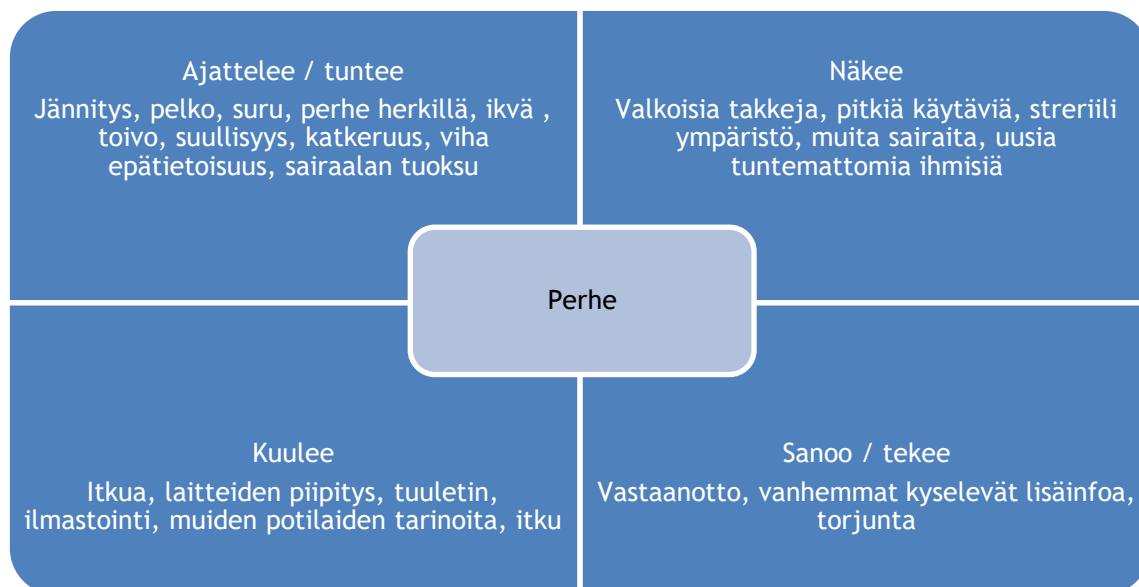 Ajattelee / tuntee
Jännitys, pelko, suru, perhe herkillä, ikvä ,
toivo, suullisyys, katkeruus, viha
epätietoisuus, sairaalan tuoksu
Näkee
Valkoisia takkeja, pitkiä käytäviä, streriili
ympäristö, muita sairaita, uusia
tuntemattomia ihmisiä
Perhe
Kuulee
Itkua, laitteiden piipitys, tuuletin,
ilmastointi, muiden potilaiden tarinoita, itku
Sanoo / tekee
Vastaanotto, vanhemmat kyselevät lisäinfoa,
torjunta